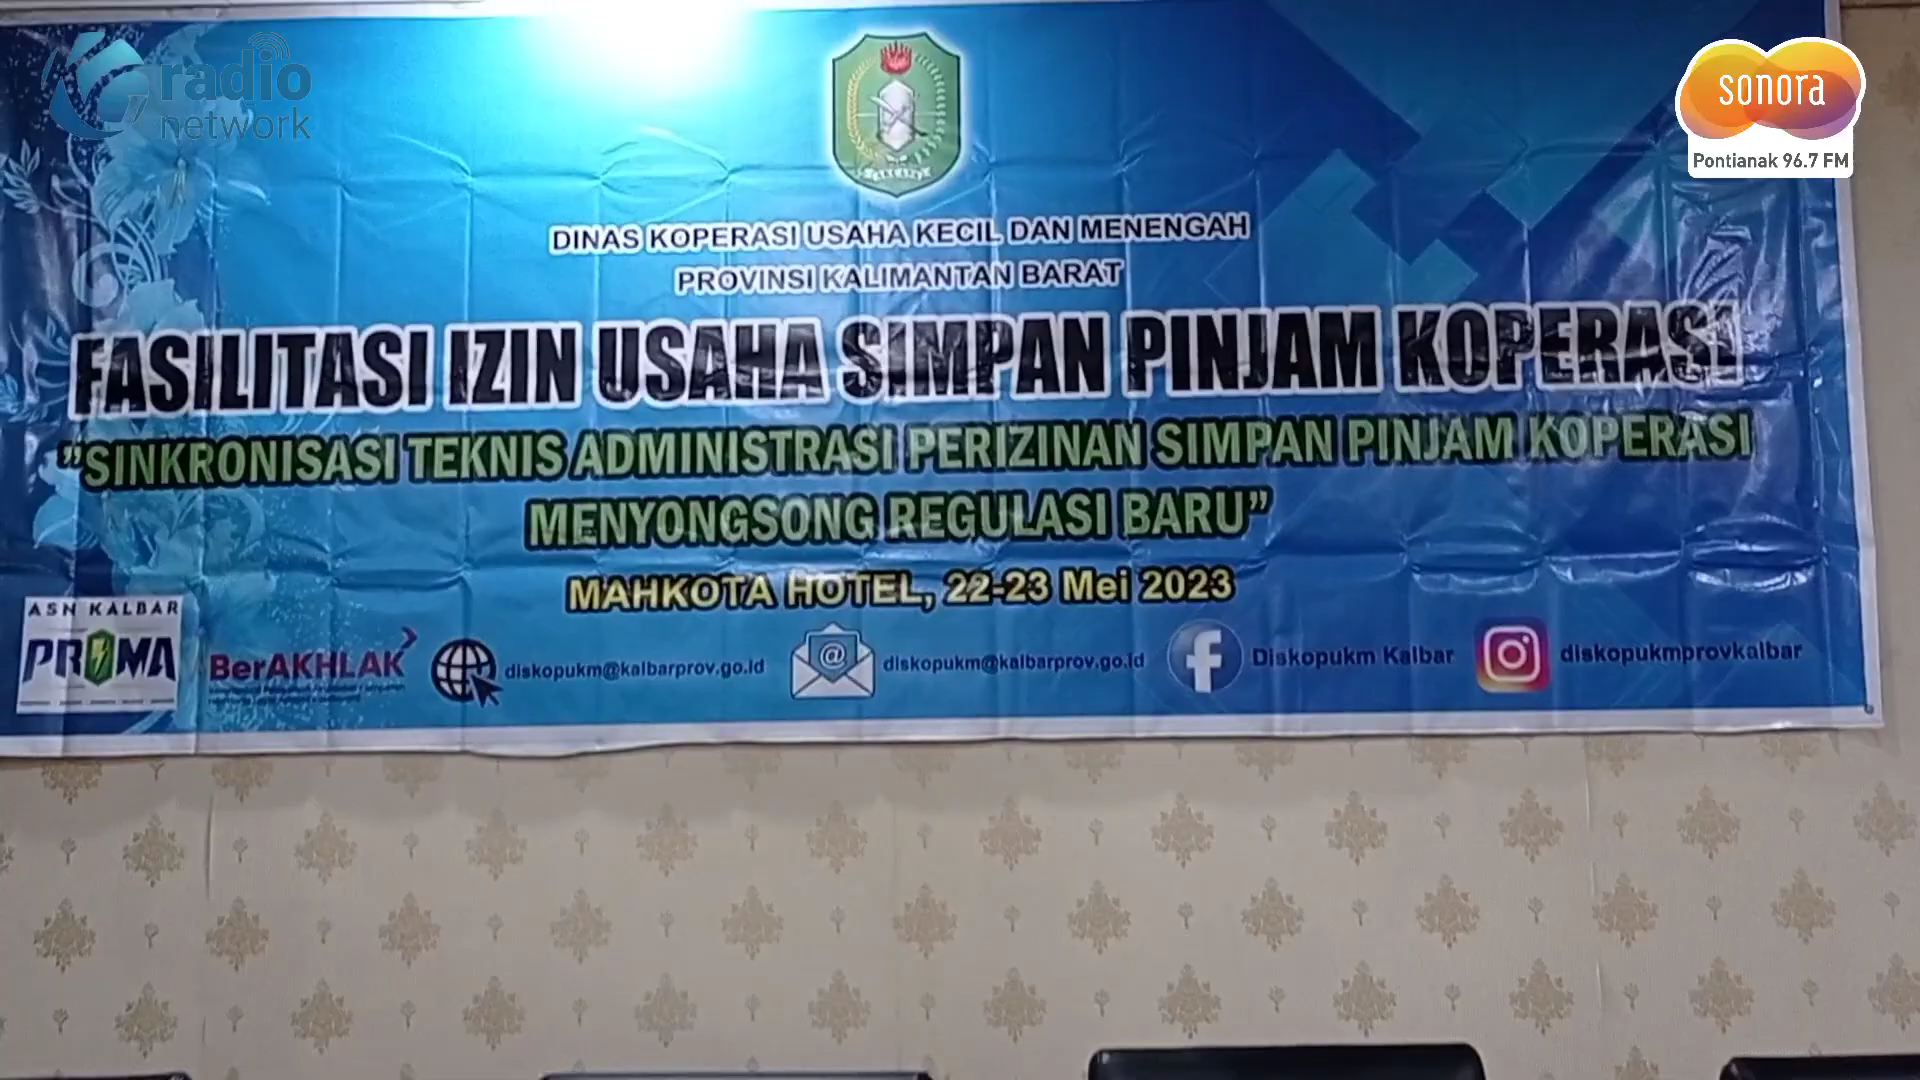 radio
network
sonora
Pontianak 96.7 FM
DINAS KOPERASI USAHA KECIL DAN MENENGAH
PROVINSI KALIMANTAN BARAT
FASILITASI IZIN USAHA SIMPAN PINJAM KOPERASI
"SINKRONISASI TEKNIS ADMINISTRASI PERIZINAN SIMPAN PINJAM KOPERASI
MENYONGSONG REGULASI BARU"
MAHKOTA HOTEL, 22-23 Mei 2023
ASN KALBAR
PRIMA
BerAKHLAK
diskopukm@kalbarprov.go.id
diskopukm@kalbarprov.go.id
Diskopukm Kalbar
diskopukmprovkalbar